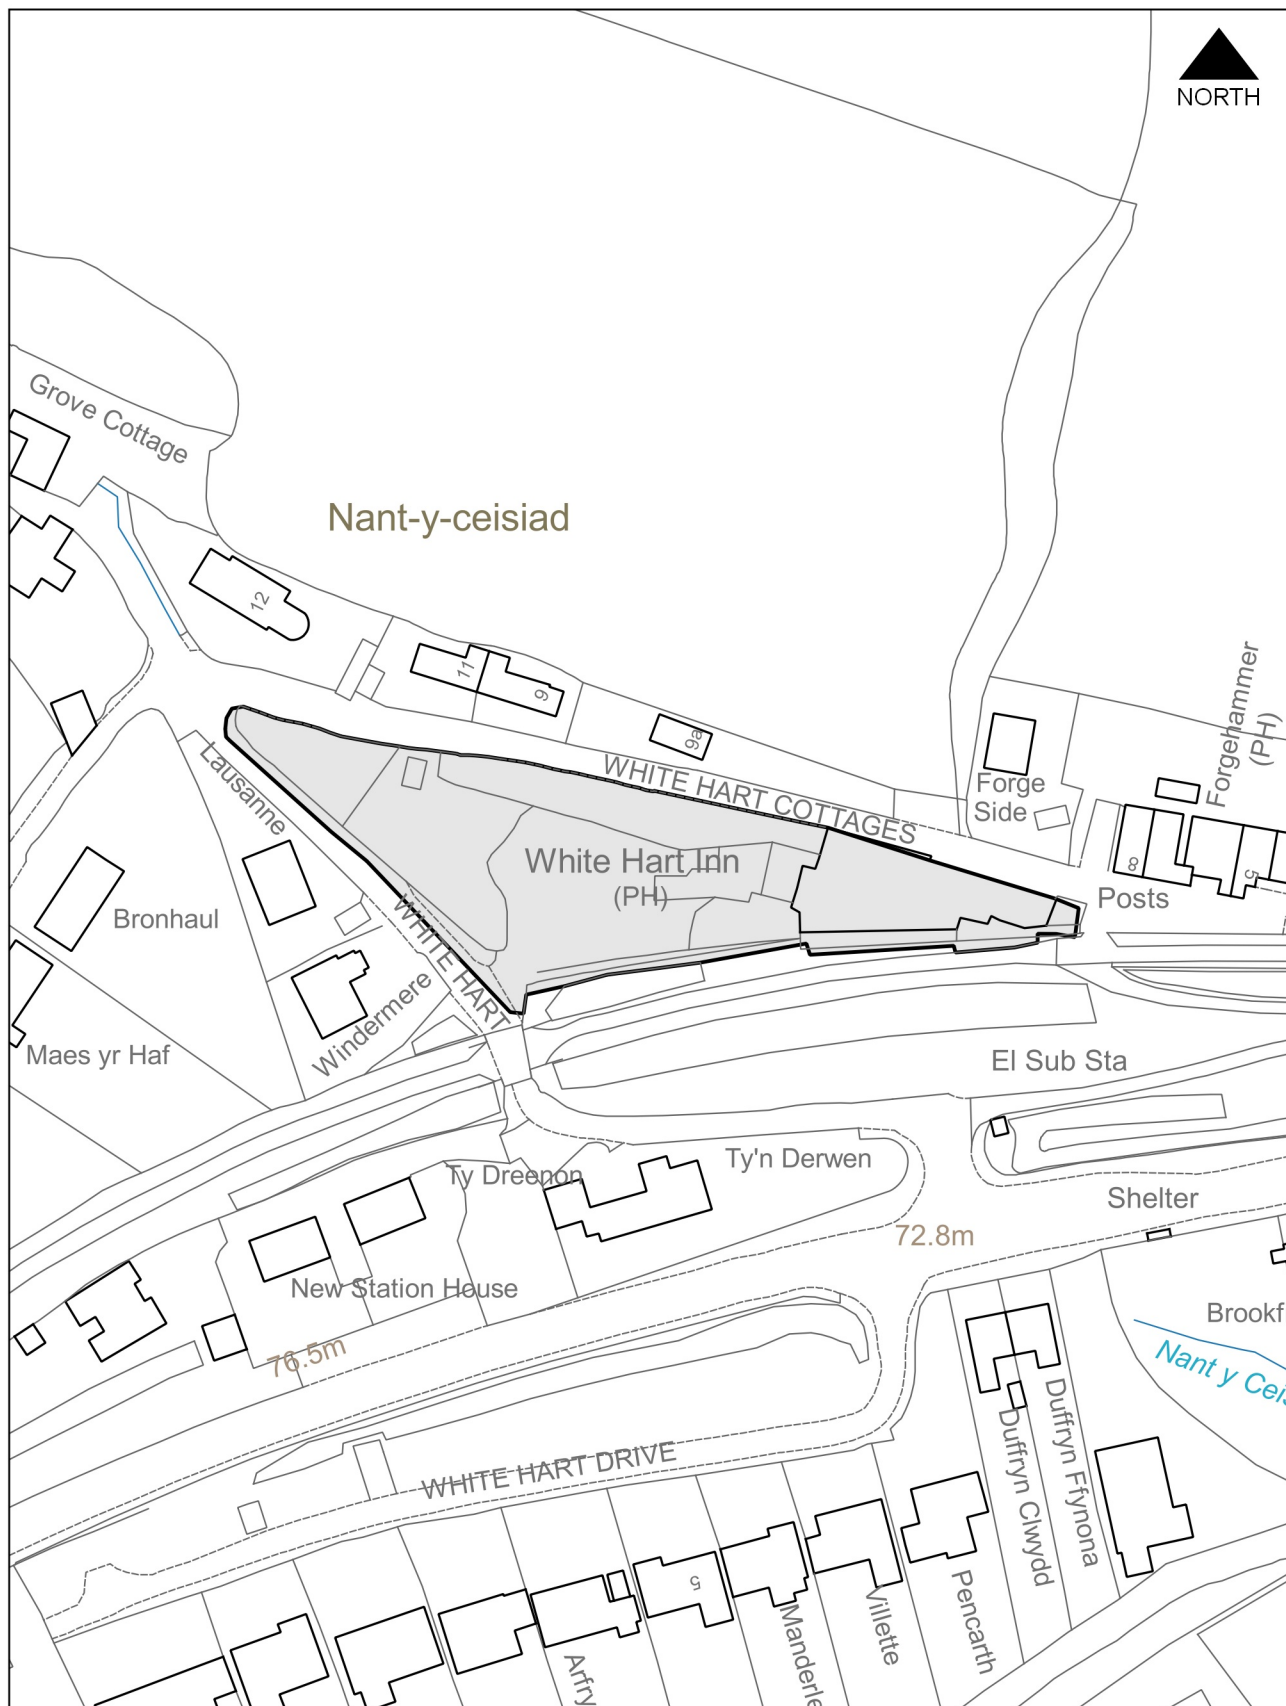 NORTH
Grove Cottage
Nant-y-ceisiad
12
11
9
9a
Forgehammer
(PH)
Lausanne
WHITE HART COTTAGES
Forge
Side
8
5
White Hart Inn
(PH)
Posts
Bronhaul
WHITE HART
Windermere
Maes yr Haf
El Sub Sta
Ty Dreenon
Ty'n Derwen
Shelter
72.8m
New Station House
Brookf
76.5m
Nant y Ceis
Duffryn Ffynona
Duffryn Clwydd
WHITE HART DRIVE
5
Pencarth
Villette
Manderle
Arfry